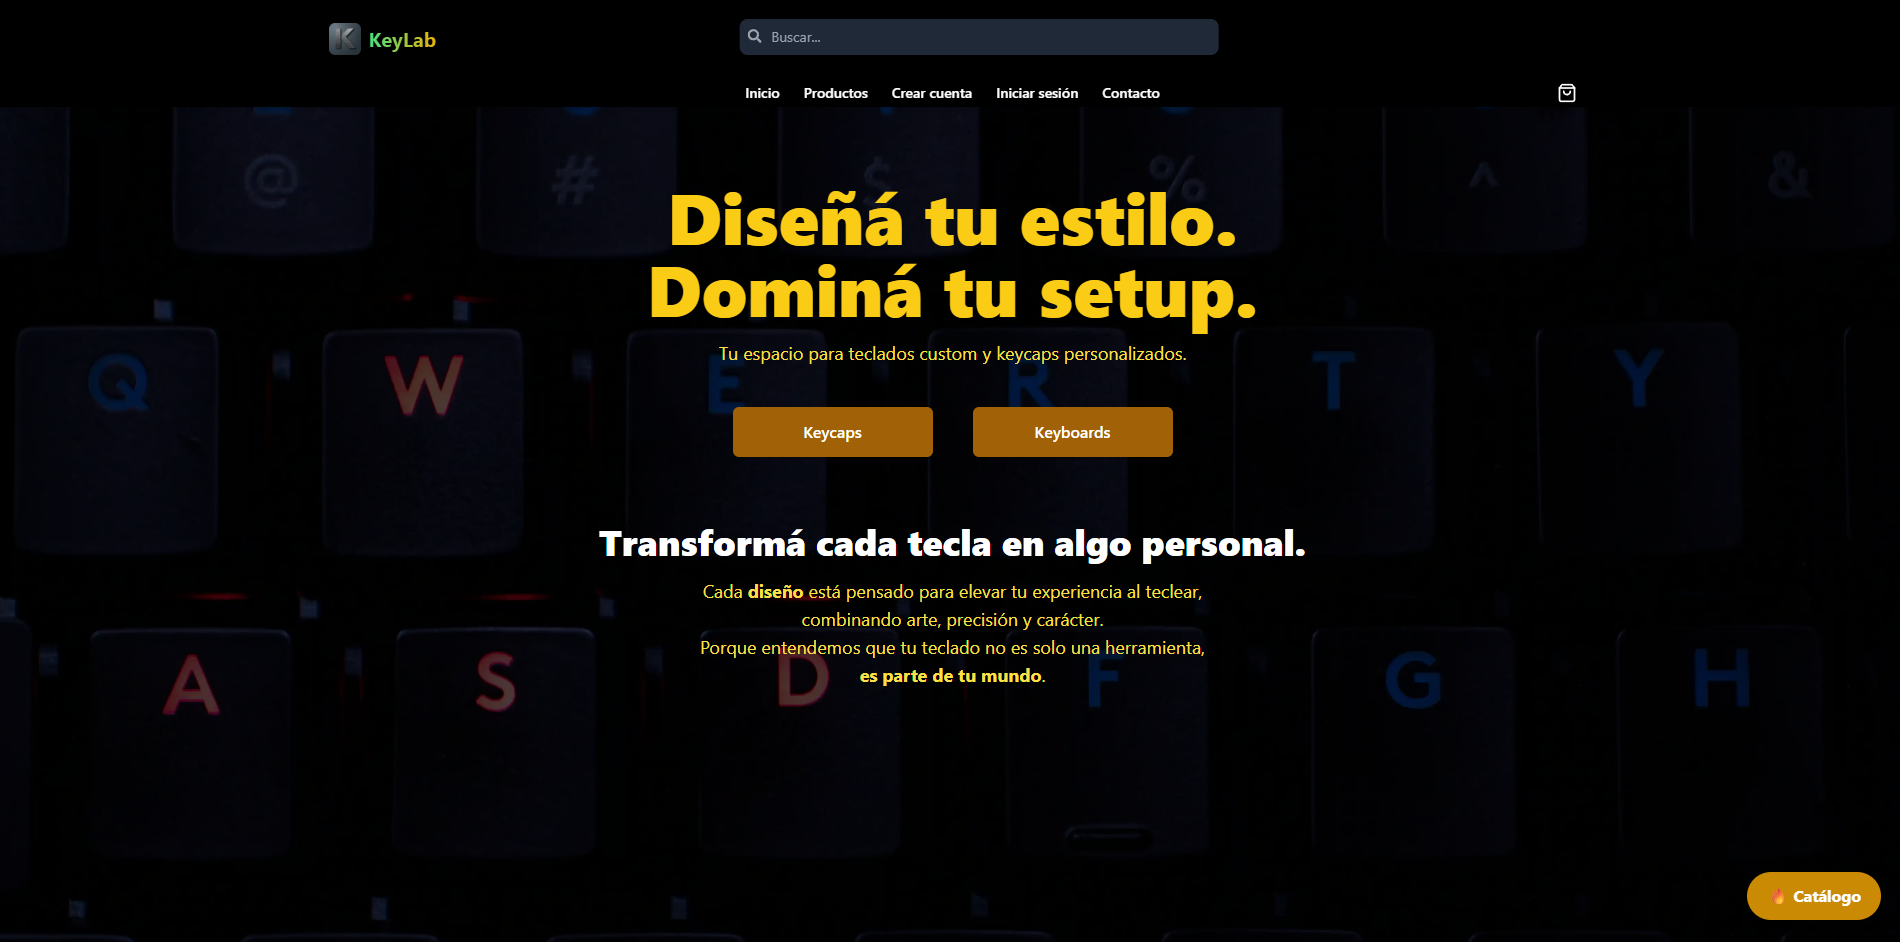 K KeyLab
Buscar...
Inicio Productos Crear cuenta Iniciar sesión Contacto
@ # $ % ^ &
Diseñá tu estilo.
Dominá tu setup.
Tu espacio para teclados custom y keycaps personalizados.
Q W E R T Y
Keycaps Keyboards
Transformá cada tecla en algo personal.
Cada diseño está pensado para elevar tu experiencia al teclear,
combinando arte, precisión y carácter.
Porque entendemos que tu teclado no es solo una herramienta,
es parte de tu mundo.
A S D F G H
🔥 Catálogo